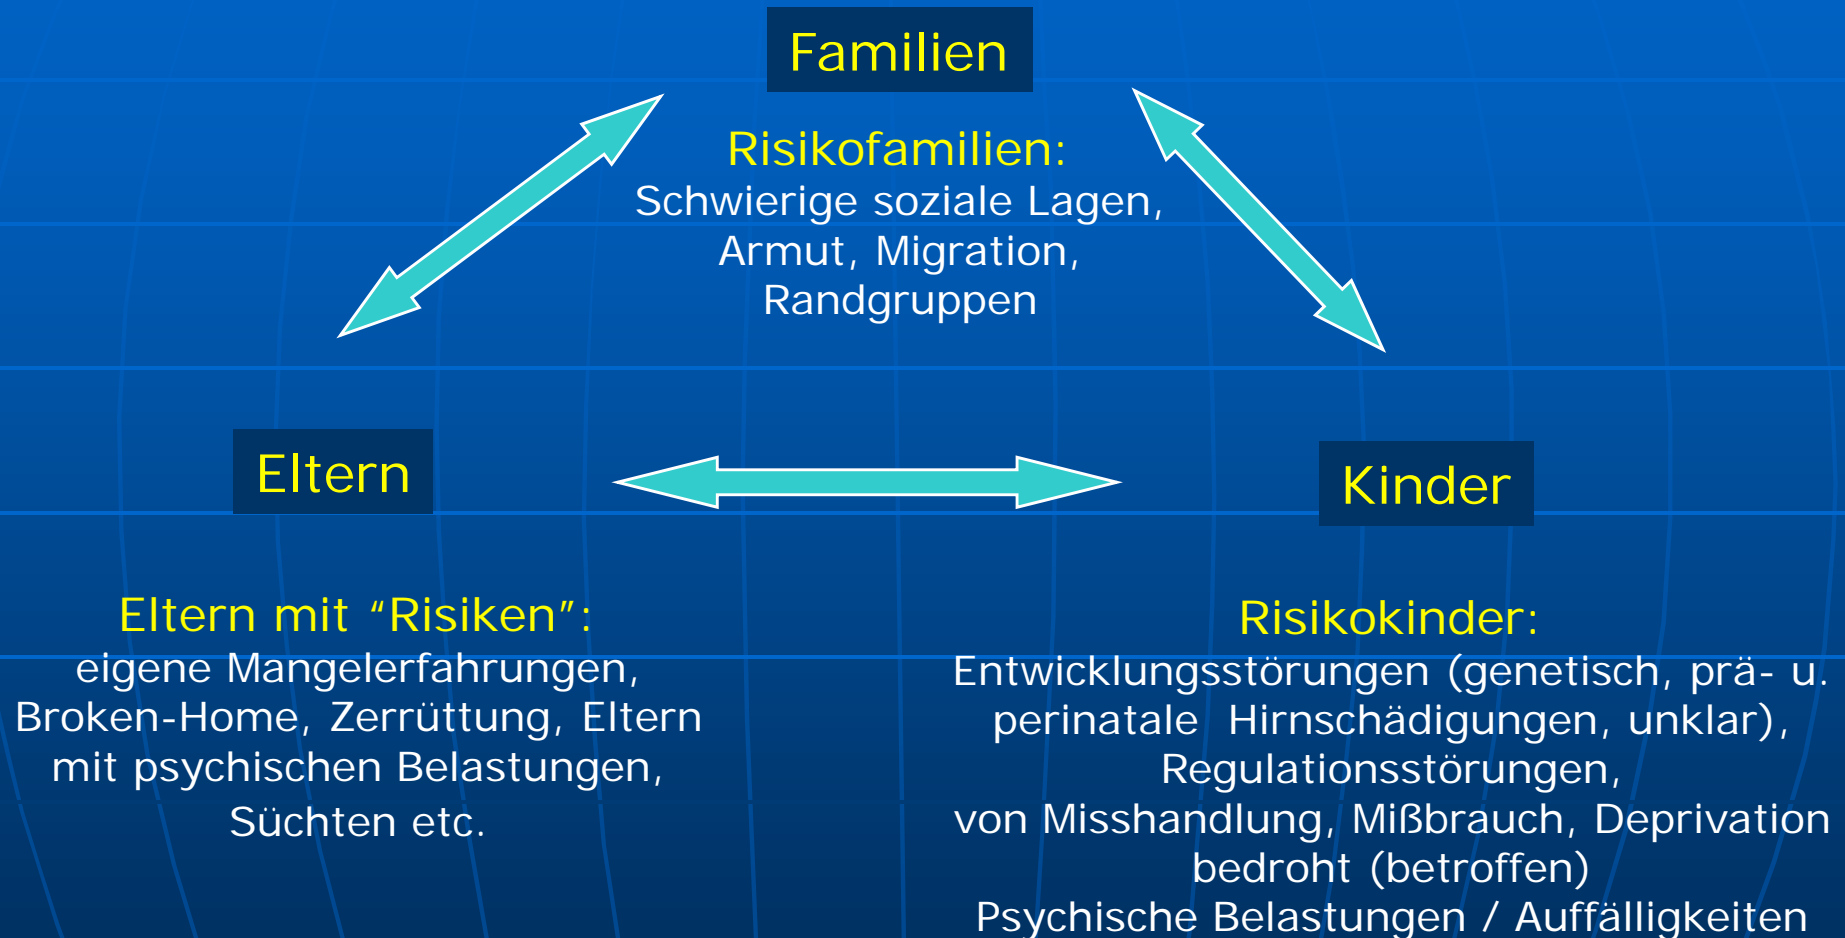 Familien
Risikofamilien:
Schwierige soziale Lagen,
Armut, Migration,
Randgruppen
Eltern
Kinder
Eltern mit “Risiken”:
eigene Mangelerfahrungen,
Broken-Home, Zerrüttung, Eltern
mit psychischen Belastungen,
Süchten etc.
Risikokinder:
Entwicklungsstörungen (genetisch, prä- u.
perinatale Hirnschädigungen, unklar),
Regulationsstörungen,
von Misshandlung, Mißbrauch, Deprivation
bedroht (betroffen)
Psychische Belastungen / Auffälligkeiten